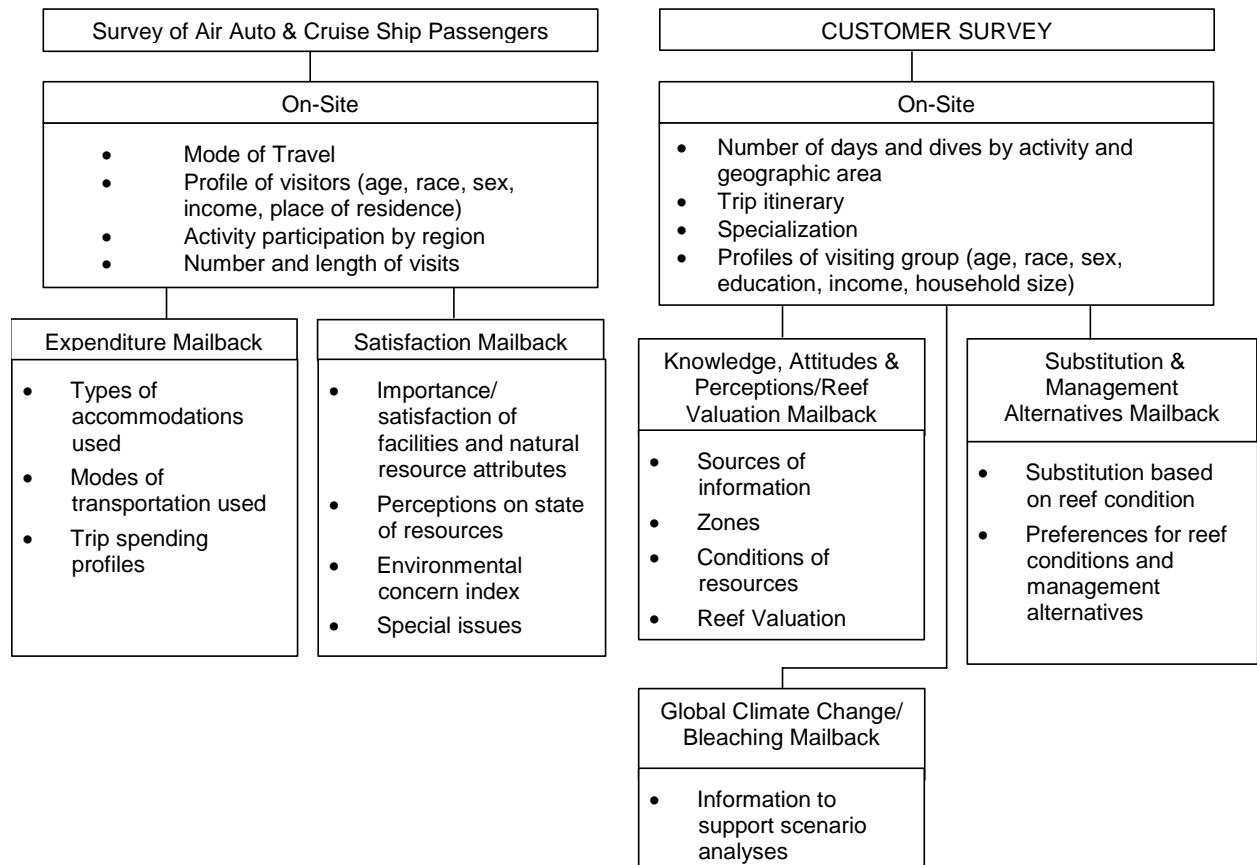 Survey of Air Auto & Cruise Ship Passengers
On-Site
• Mode of Travel
• Profile of visitors (age, race, sex,
income, place of residence)
• Activity participation by region
• Number and length of visits
Expenditure Mailback
• Types of
accommodations
used
• Modes of
transportation used
• Trip spending
profiles
Satisfaction Mailback
• Importance/
satisfaction of
facilities and natural
resource attributes
• Perceptions on state
of resources
• Environmental
concern index
• Special issues
CUSTOMER SURVEY
On-Site
• Number of days and dives by activity and
geographic area
• Trip itinerary
• Specialization
• Profiles of visiting group (age, race, sex,
education, income, household size)
Knowledge, Attitudes &
Perceptions/Reef
Valuation Mailback
• Sources of
information
• Zones
• Conditions of
resources
• Reef Valuation
Substitution &
Management
Alternatives Mailback
• Substitution based
on reef condition
• Preferences for reef
conditions and
management
alternatives
Global Climate Change/
Bleaching Mailback
• Information to
support scenario
analyses